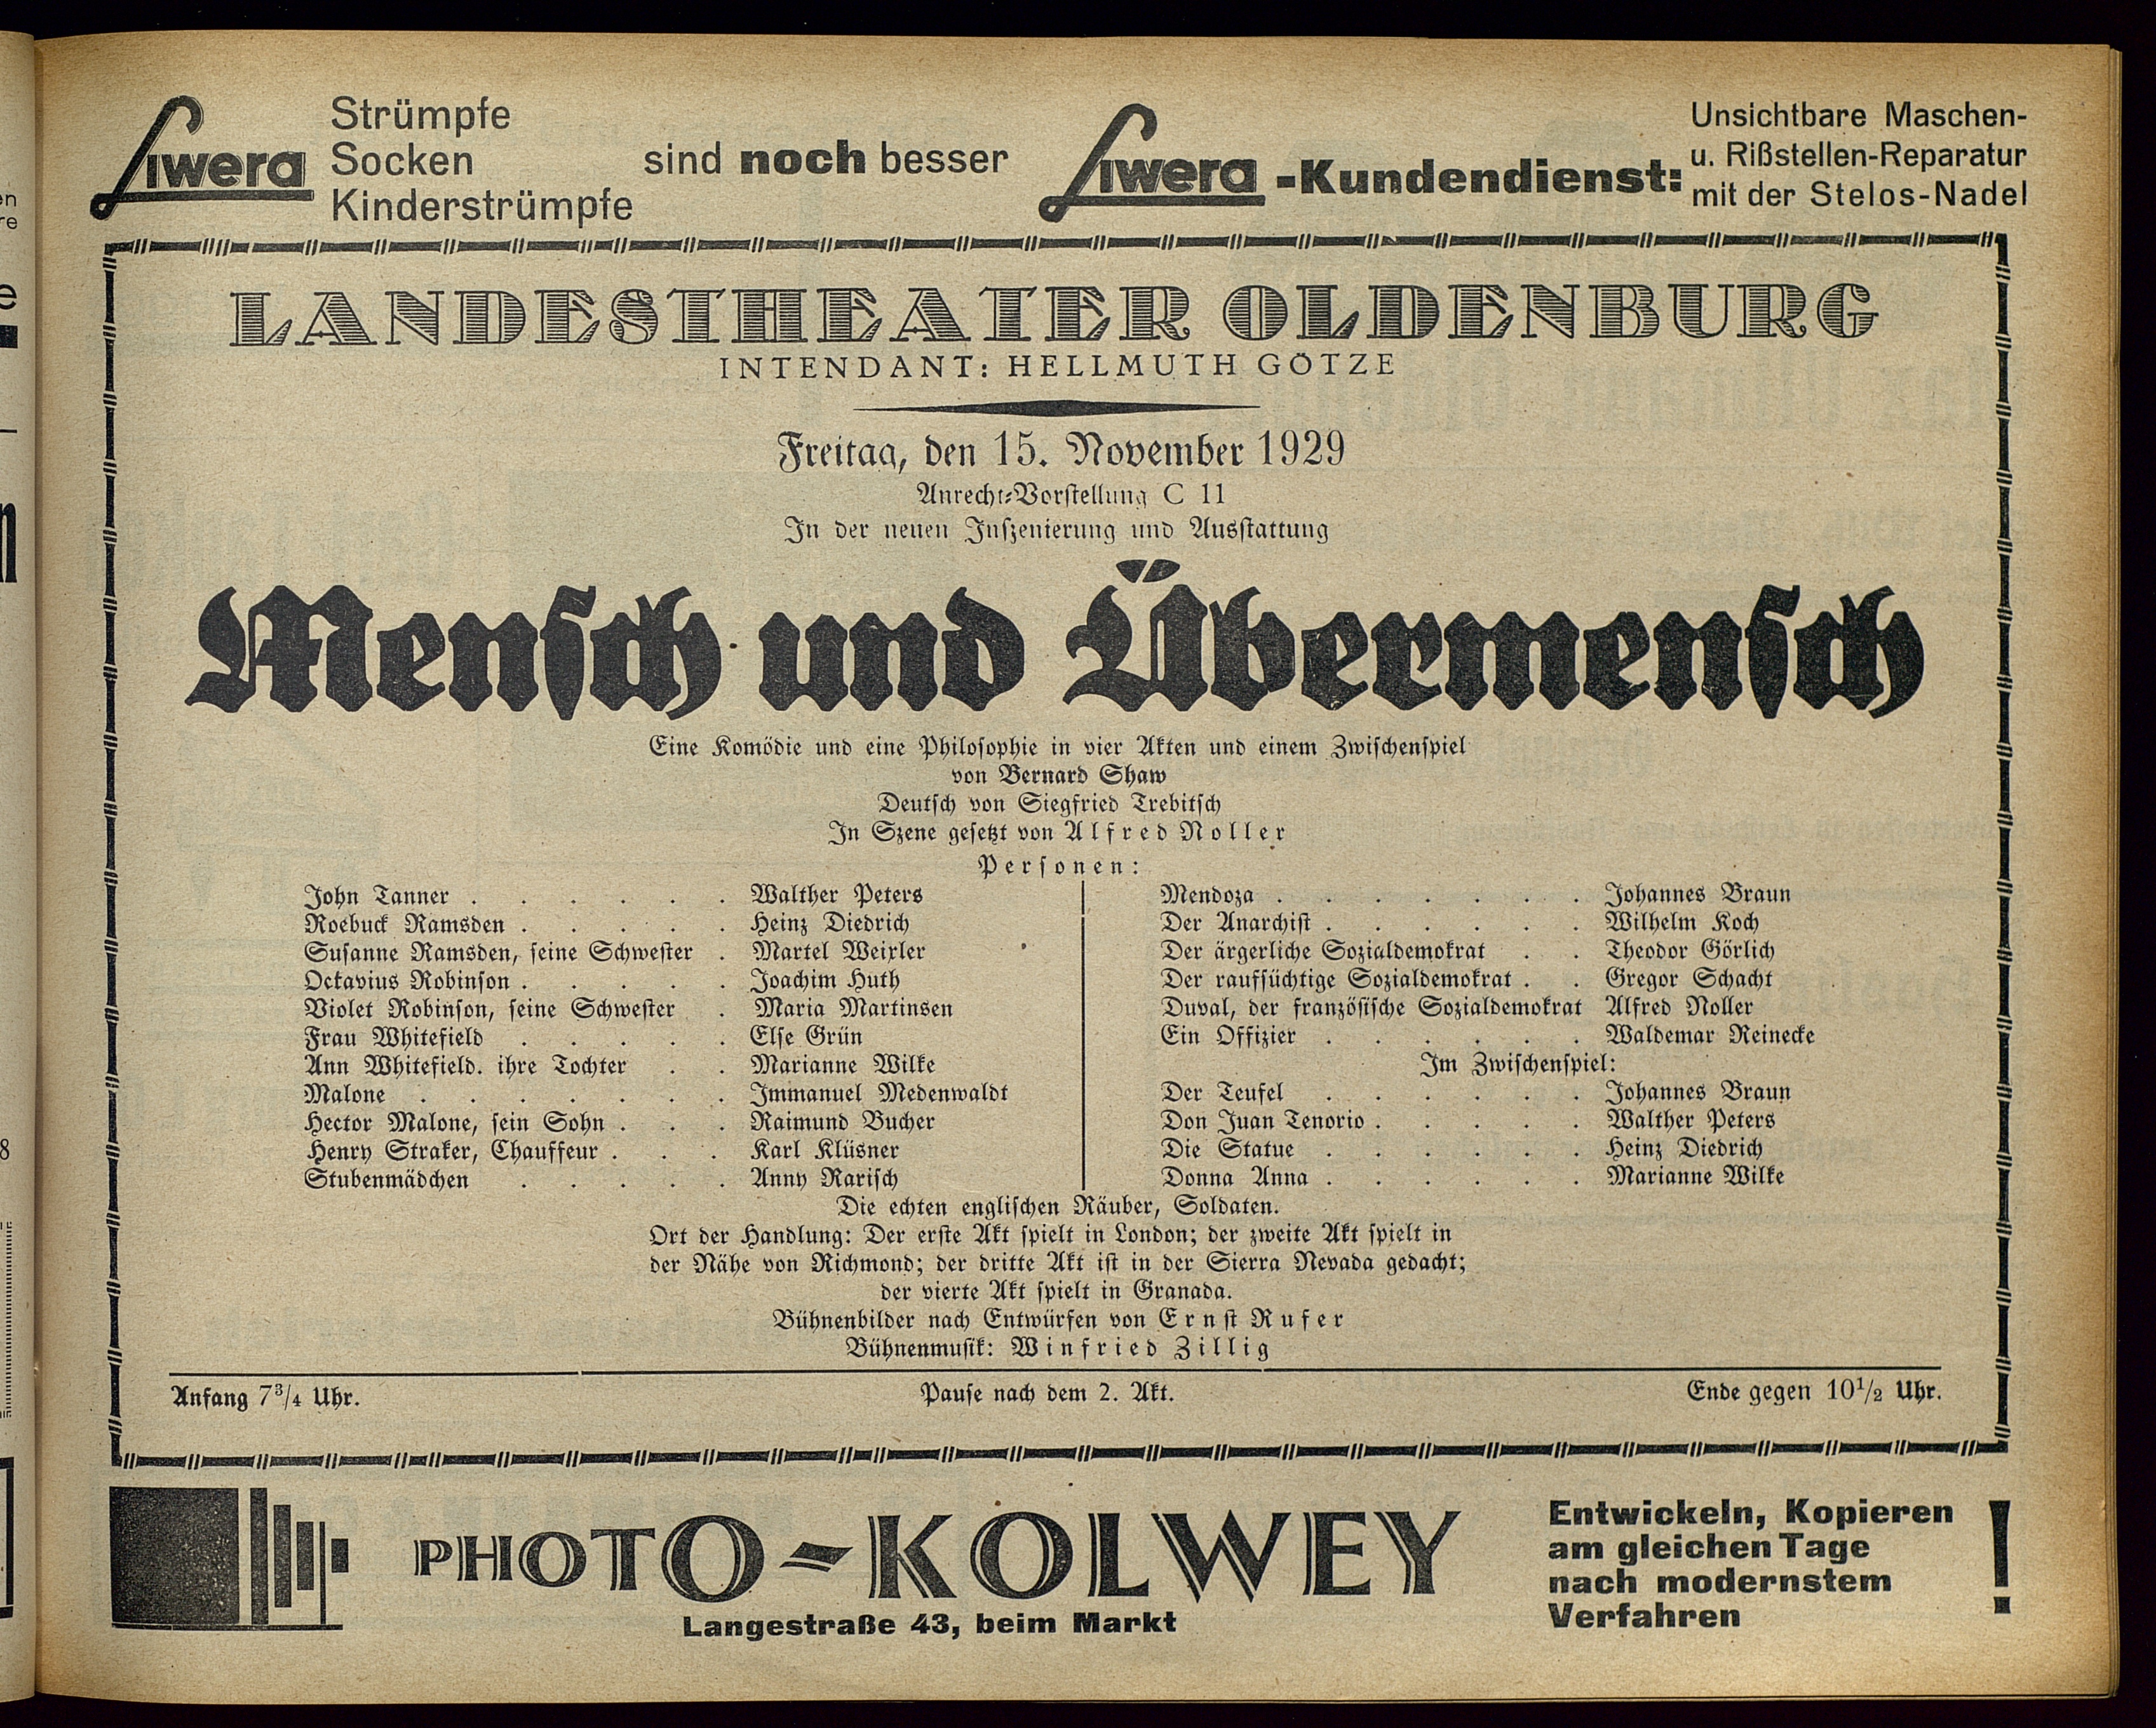 Liwera Strümpfe Socken Kinderstrümpfe sind noch besser
Liwera-Kundendienst: Unsichtbare Maschen-
u. Rißstellen-Reparatur
mit der Stelos-Nadel
LANDESTHEATER OLDENBURG
INTENDANT: HELLMUTH GÖTZE
Freitag, den 15. November 1929
Anrecht-Vorstellung C 11
In der neuen Inszenierung und Ausstattung
Mensch und Übermensch
Eine Komödie und eine Philosophie in vier Akten und einem Zwischenspiel
von Bernard Shaw
Deutsch von Siegfried Trebitsch
In Szene gesetzt von Alfred Noller
Personen:
John Tanner . . . . . . Walther Peters
Roebuck Ramsden . . . . . Heinz Diedrich
Susanne Ramsden, seine Schwester . Martel Weixler
Octavius Robinson . . . . . Joachim Huth
Violet Robinson, seine Schwester . Maria Martinsen
Frau Whitefield . . . . . Else Grün
Ann Whitefield. ihre Tochter . . Marianne Wilke
Malone . . . . . . . Immanuel Medenwaldt
Hector Malone, sein Sohn . . . Raimund Bucher
Henry Straker, Chauffeur . . . Karl Klüsner
Stubenmädchen . . . . . Anny Rarisch
Mendoza . . . . . . . Johannes Braun
Der Anarchist . . . . . . Wilhelm Koch
Der ärgerliche Sozialdemokrat . . Theodor Görlich
Der raufsüchtige Sozialdemokrat . . Gregor Schacht
Duval, der französische Sozialdemokrat Alfred Noller
Ein Offizier . . . . . . Waldemar Reinecke
Im Zwischenspiel:
Der Teufel . . . . . . Johannes Braun
Don Juan Tenorio . . . . . Walther Peters
Die Statue . . . . . . Heinz Diedrich
Donna Anna . . . . . . Marianne Wilke
Die echten englischen Räuber, Soldaten.
Ort der Handlung: Der erste Akt spielt in London; der zweite Akt spielt in
der Nähe von Richmond; der dritte Akt ist in der Sierra Nevada gedacht;
der vierte Akt spielt in Granada.
Bühnenbilder nach Entwürfen von Ernst Rufer
Bühnenmusik: Winfried Zillig
Anfang 7³/₄ Uhr. Pause nach dem 2. Akt. Ende gegen 10¹/₂ Uhr.
PHOTO-KOLWEY
Langestraße 43, beim Markt
Entwickeln, Kopieren
am gleichen Tage
nach modernstem
Verfahren !